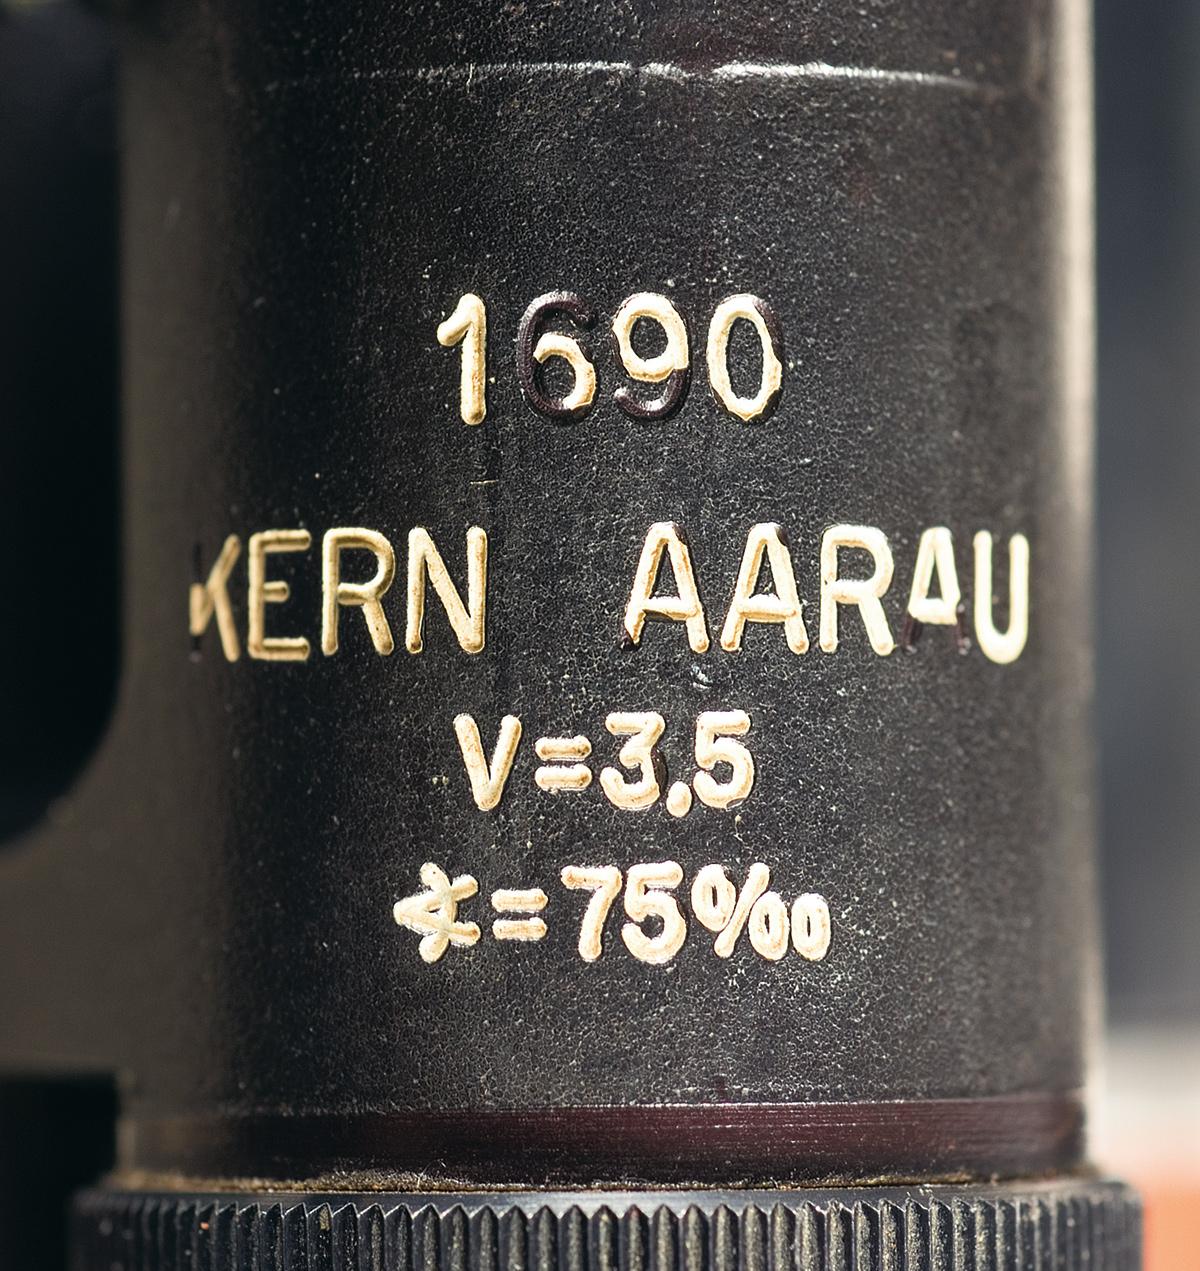 1690
KERN AARAU
V=3,5
∢=75‰